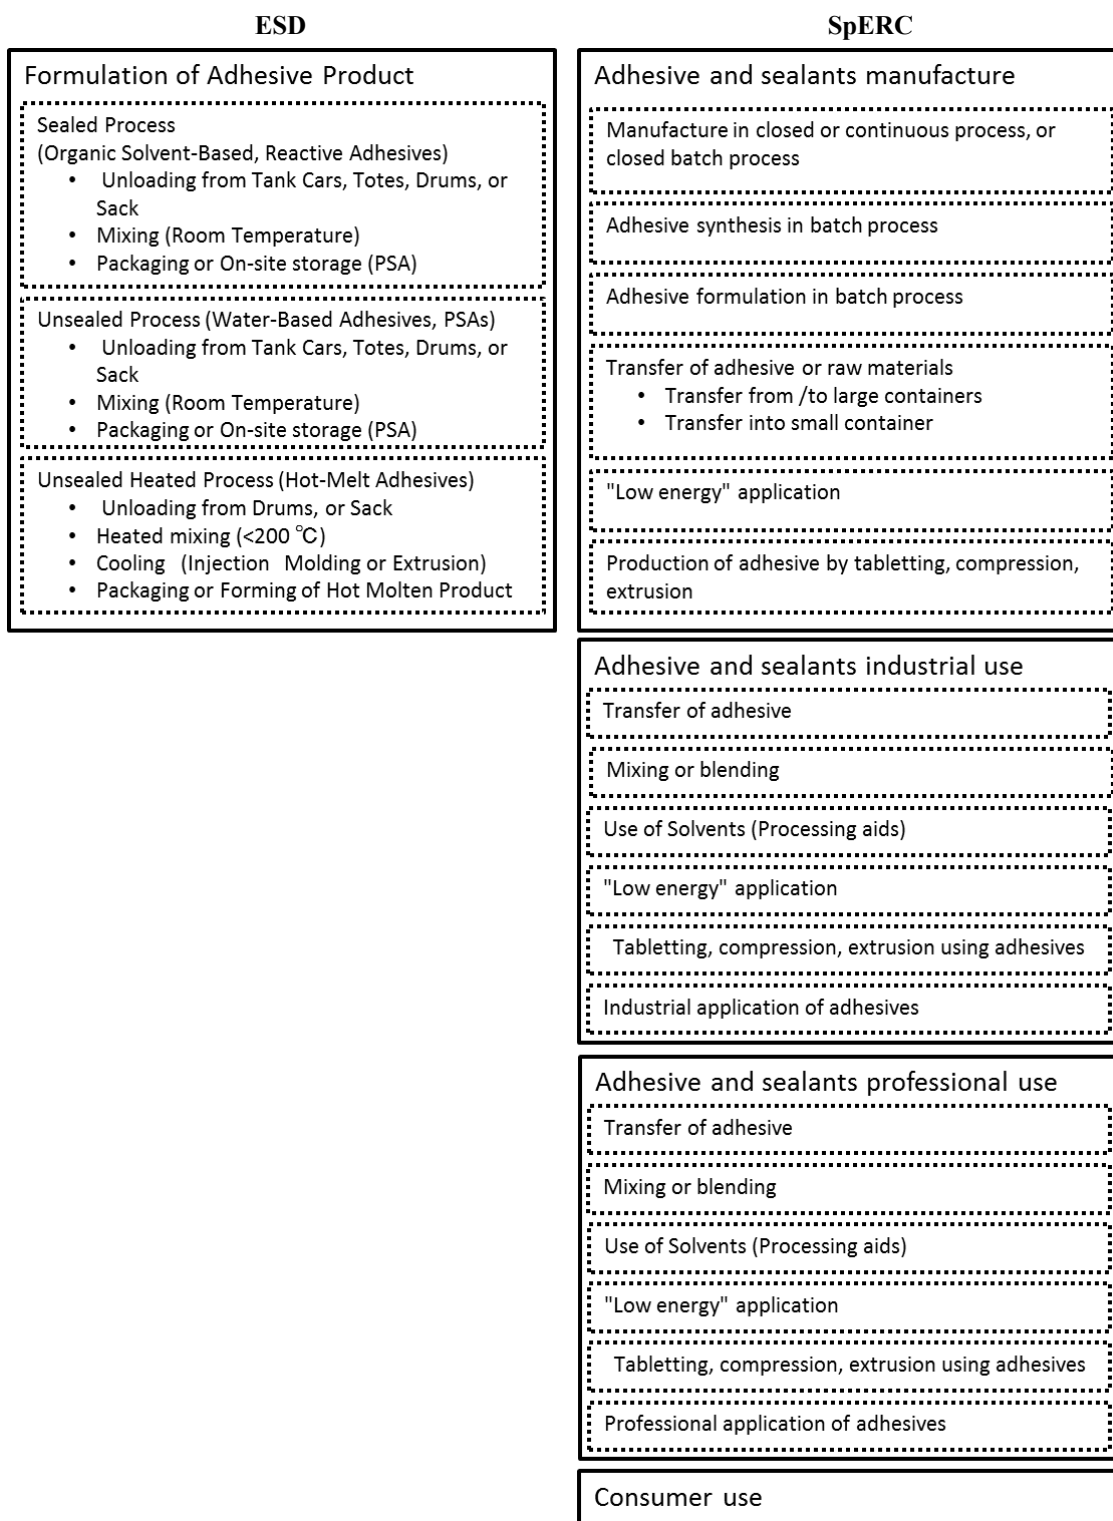 ESD
Formulation of Adhesive Product
Sealed Process
(Organic Solvent-Based, Reactive Adhesives)
• Unloading from Tank Cars, Totes, Drums, or
Sack
• Mixing (Room Temperature)
• Packaging or On-site storage (PSA)
Unsealed Process (Water-Based Adhesives, PSAs)
• Unloading from Tank Cars, Totes, Drums, or
Sack
• Mixing (Room Temperature)
• Packaging or On-site storage (PSA)
Unsealed Heated Process (Hot-Melt Adhesives)
• Unloading from Drums, or Sack
• Heated mixing (<200 ℃)
• Cooling (Injection Molding or Extrusion)
• Packaging or Forming of Hot Molten Product
SpERC
Adhesive and sealants manufacture
Manufacture in closed or continuous process, or
closed batch process
Adhesive synthesis in batch process
Adhesive formulation in batch process
Transfer of adhesive or raw materials
• Transfer from /to large containers
• Transfer into small container
"Low energy" application
Production of adhesive by tabletting, compression,
extrusion
Adhesive and sealants industrial use
Transfer of adhesive
Mixing or blending
Use of Solvents (Processing aids)
"Low energy" application
Tabletting, compression, extrusion using adhesives
Industrial application of adhesives
Adhesive and sealants professional use
Transfer of adhesive
Mixing or blending
Use of Solvents (Processing aids)
"Low energy" application
Tabletting, compression, extrusion using adhesives
Professional application of adhesives
Consumer use